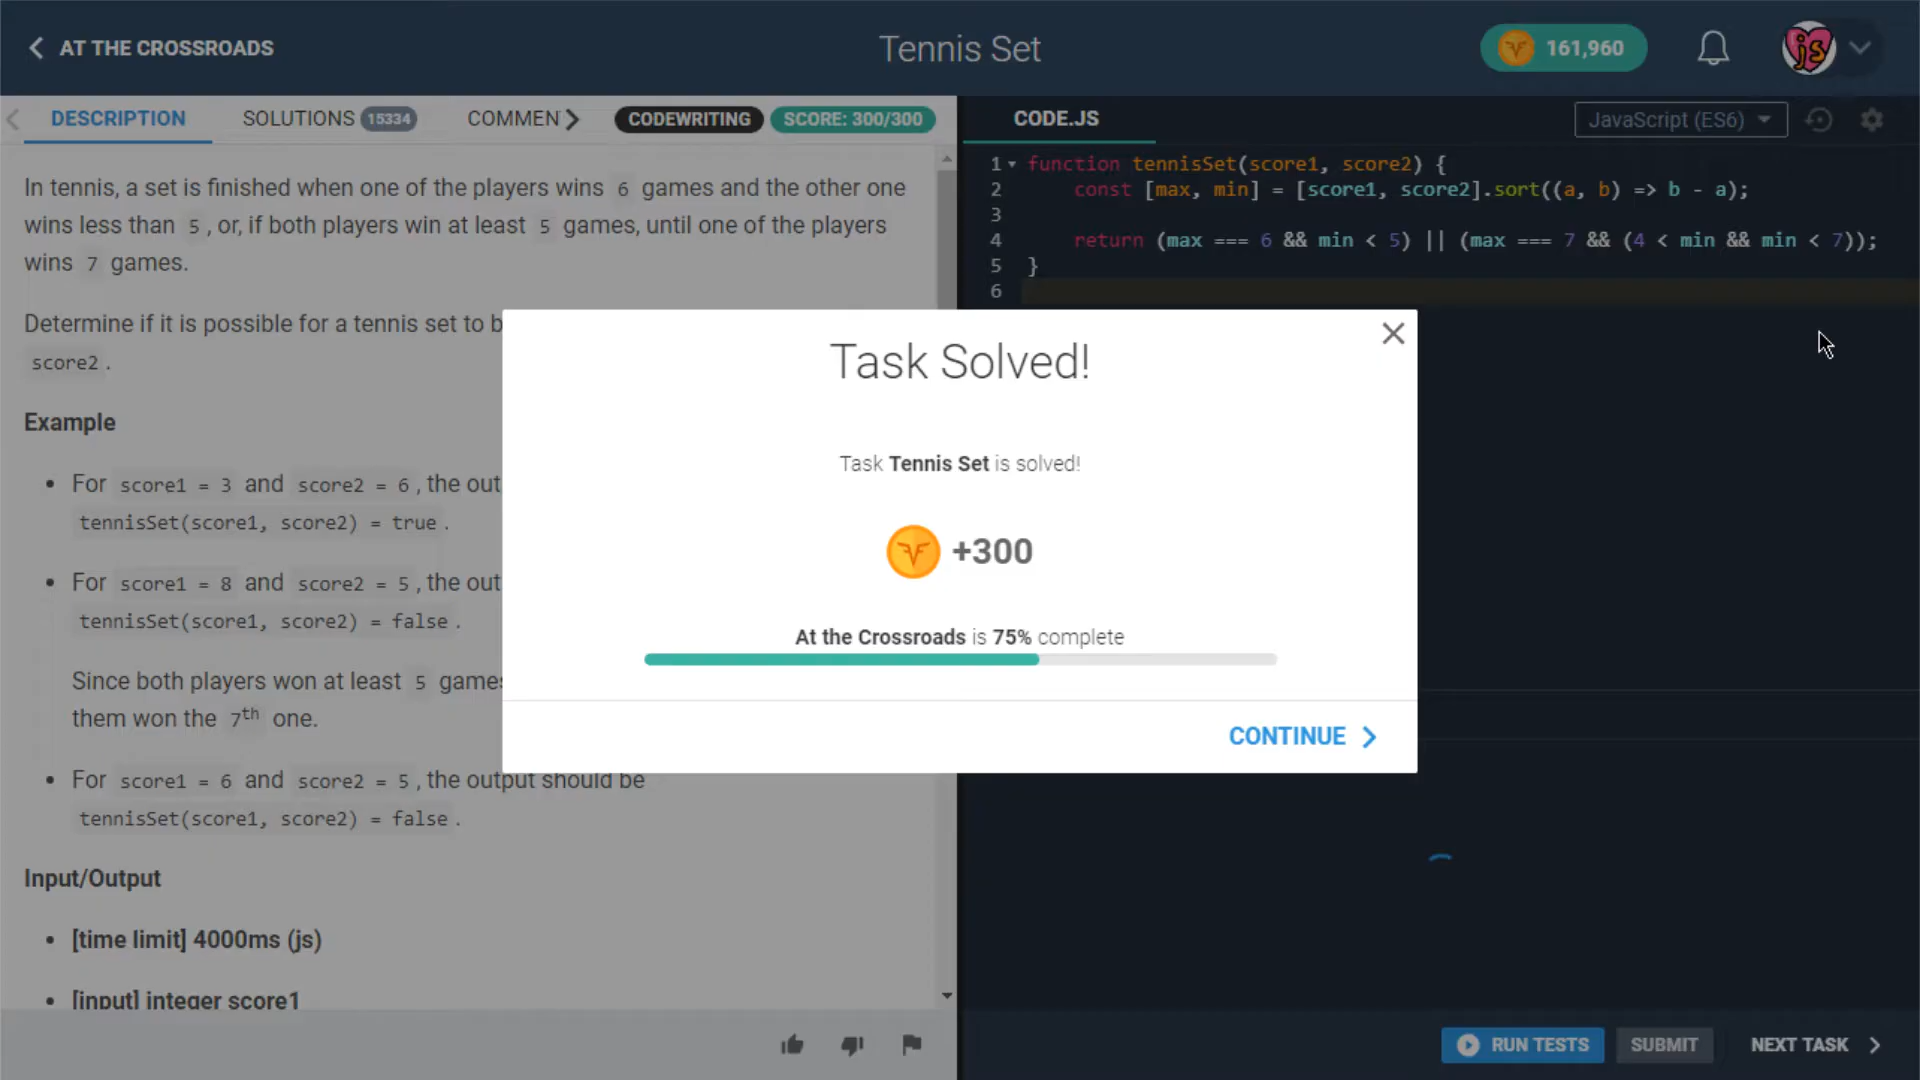 AT THE CROSSROADS
Tennis Set
161,960
DESCRIPTION
SOLUTIONS 15334
COMMEN
CODEWRITING
SCORE: 300/300
In tennis, a set is finished when one of the players wins 6 games and the other one
wins less than 5 , or, if both players win at least 5 games, until one of the players
wins 7 games.
Determine if it is possible for a tennis set to b
score2 .
Example
For score1 = 3 and score2 = 6 , the out
tennisSet(score1, score2) = true .
For score1 = 8 and score2 = 5 , the out
tennisSet(score1, score2) = false .
Since both players won at least 5 games
them won the 7th one.
For score1 = 6 and score2 = 5 , the output should be
tennisSet(score1, score2) = false .
Input/Output
[time limit] 4000ms (js)
[input] integer score1
CODE.JS
JavaScript (ES6)
1 function tennisSet(score1, score2) {
2 const [max, min] = [score1, score2].sort((a, b) => b - a);
3
4 return (max === 6 && min < 5) || (max === 7 && (4 < min && min < 7));
5 }
6
Task Solved!
Task Tennis Set is solved!
+300
At the Crossroads is 75% complete
CONTINUE
RUN TESTS
SUBMIT
NEXT TASK
js